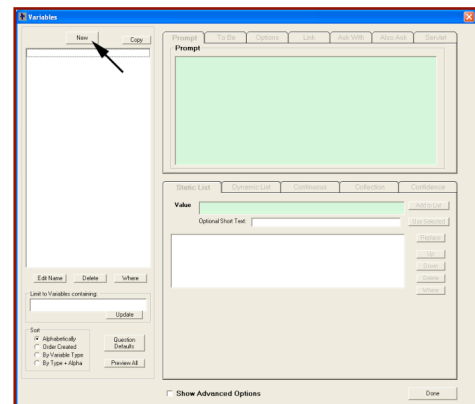 Variables
New
Copy
Edit Name
Delete
Where
Limit to Variables containing:
Update
Sort
Alphabetically
Order Created
By Variable Type
By Type + Alpha
Question Defaults
Preview All
Prompt
To Be
Options
Link
Ask With
Also Ask
Servlet
Prompt
Static List
Dynamic List
Continuous
Collection
Confidence
Value
Add to List
Optional Short Text:
Use Selected
Replace
Up
Down
Delete
Where
Show Advanced Options
Done